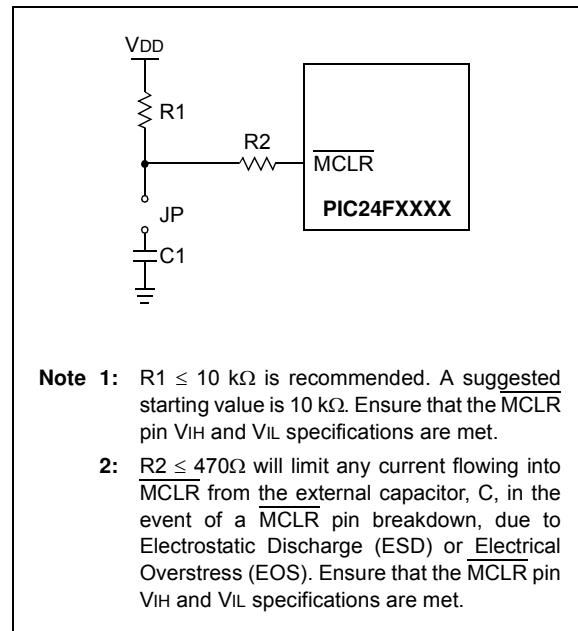 VDD
R1
R2
MCLR
PIC24FXXXX
JP
C1
Note 1: R1 ≤ 10 kΩ is recommended. A suggested
starting value is 10 kΩ. Ensure that the MCLR
pin VIH and VIL specifications are met.
2: R2 ≤ 470Ω will limit any current flowing into
MCLR from the external capacitor, C, in the
event of a MCLR pin breakdown, due to
Electrostatic Discharge (ESD) or Electrical
Overstress (EOS). Ensure that the MCLR pin
VIH and VIL specifications are met.